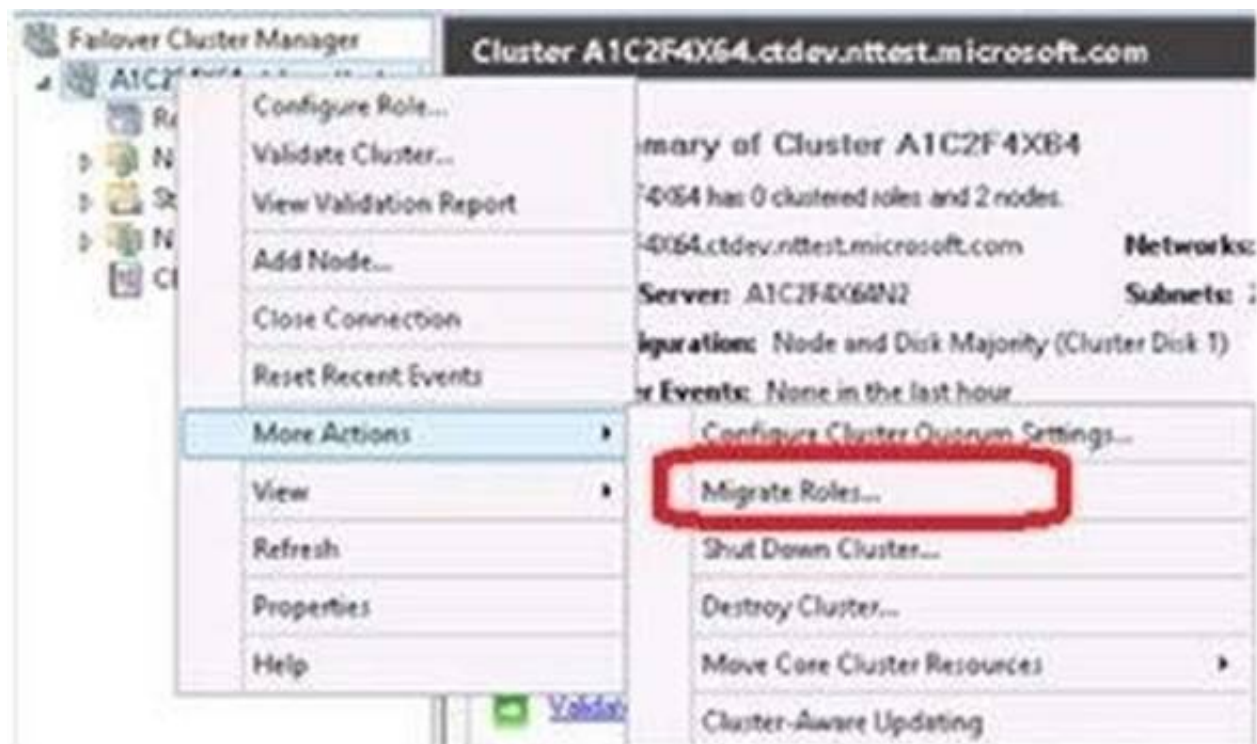 Failover Cluster Manager
Cluster A1C2F4X64.ctdev.nttest.microsoft.com
Configure Role...
Validate Cluster...
View Validation Report
Add Node...
Close Connection
Reset Recent Events
More Actions
View
Refresh
Properties
Help
mary of Cluster A1C2F4X64
F4X64 has 0 clustered roles and 2 nodes.
4X64.ctdev.nttest.microsoft.com Networks:
Server: A1C2F4X64N2 Subnets:
iguration: Node and Disk Majority (Cluster Disk 1)
r Events: None in the last hour
Configure Cluster Quorum Settings...
Migrate Roles...
Shut Down Cluster...
Destroy Cluster...
Move Core Cluster Resources
Cluster-Aware Updating
Valida